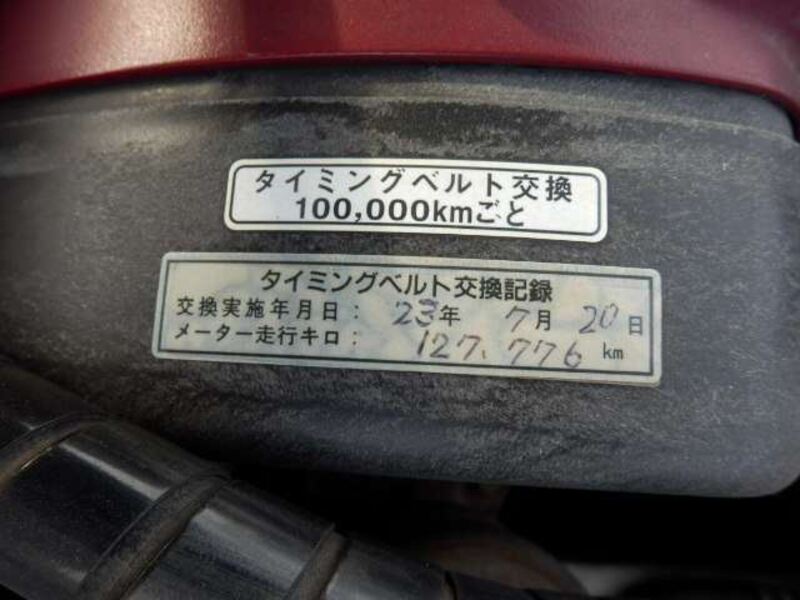 タイミングベルト交換
100,000kmごと
タイミングベルト交換記録
交換実施年月日： 23年 7月 20日
メーター走行キロ： 127,776 km